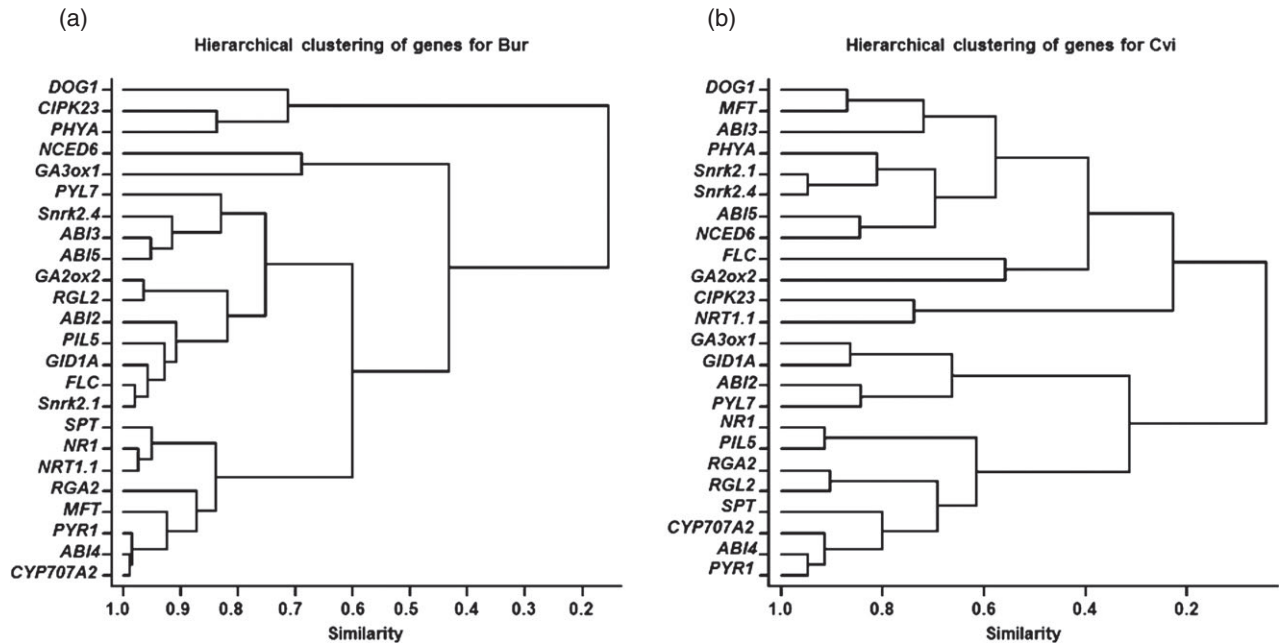 (a)
Hierarchical clustering of genes for Bur
DOG1
CIPK23
PHYA
NCED6
GA3ox1
PYL7
Snrk2.4
ABI3
ABI5
GA2ox2
RGL2
ABI2
PIL5
GID1A
FLC
Snrk2.1
SPT
NR1
NRT1.1
RGA2
MFT
PYR1
ABI4
CYP707A2
1.0 0.9 0.8 0.7 0.6 0.5 0.4 0.3 0.2
Similarity
(b)
Hierarchical clustering of genes for Cvi
DOG1
MFT
ABI3
PHYA
Snrk2.1
Snrk2.4
ABI5
NCED6
FLC
GA2ox2
CIPK23
NRT1.1
GA3ox1
GID1A
ABI2
PYL7
NR1
PIL5
RGA2
RGL2
SPT
CYP707A2
ABI4
PYR1
1.0 0.8 0.6 0.4 0.2
Similarity